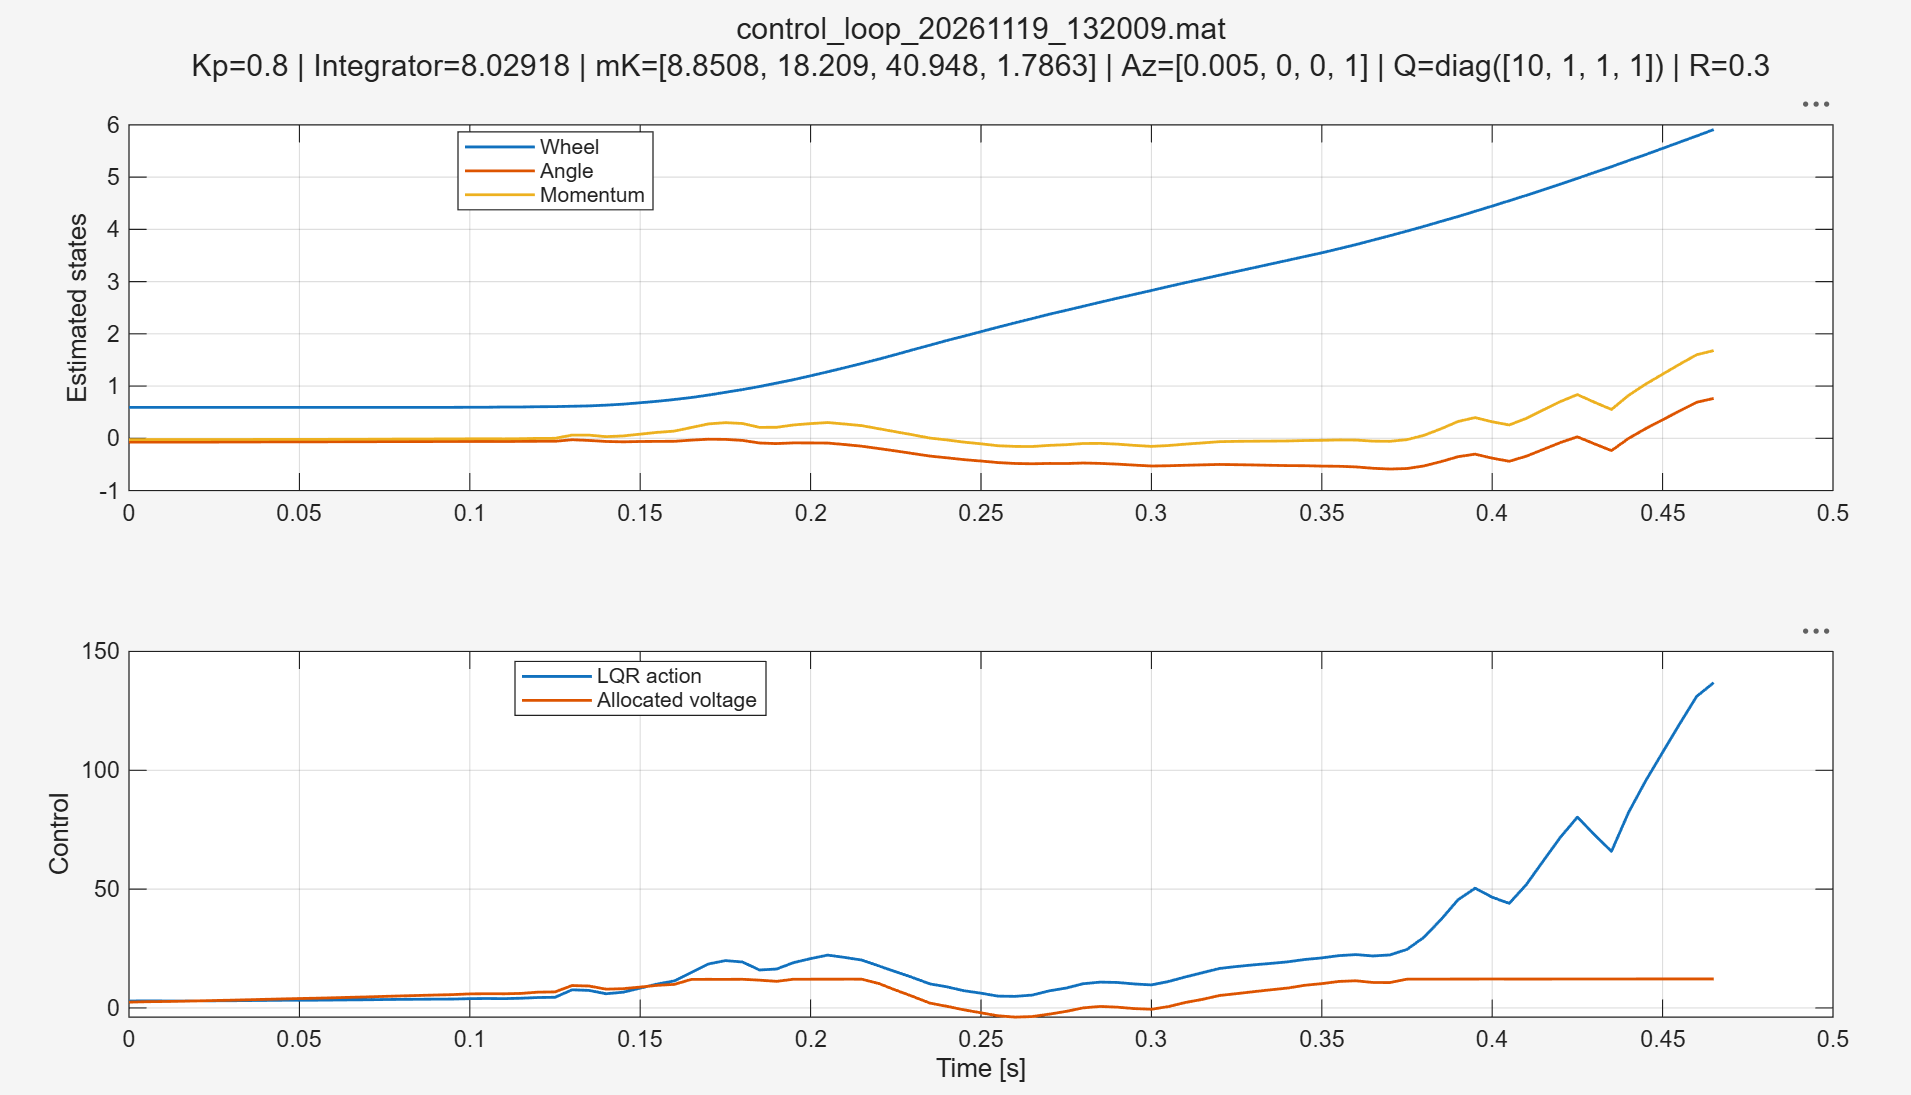 control_loop_20261119_132009.mat
Kp=0.8 | Integrator=8.02918 | mK=[8.8508, 18.209, 40.948, 1.7863] | Az=[0.005, 0, 0, 1] | Q=diag([10, 1, 1, 1]) | R=0.3
Estimated states
6
5
4
3
2
1
0
-1
Wheel
Angle
Momentum
0 0.05 0.1 0.15 0.2 0.25 0.3 0.35 0.4 0.45 0.5
Control
150
100
50
0
LQR action
Allocated voltage
0 0.05 0.1 0.15 0.2 0.25 0.3 0.35 0.4 0.45 0.5
Time [s]